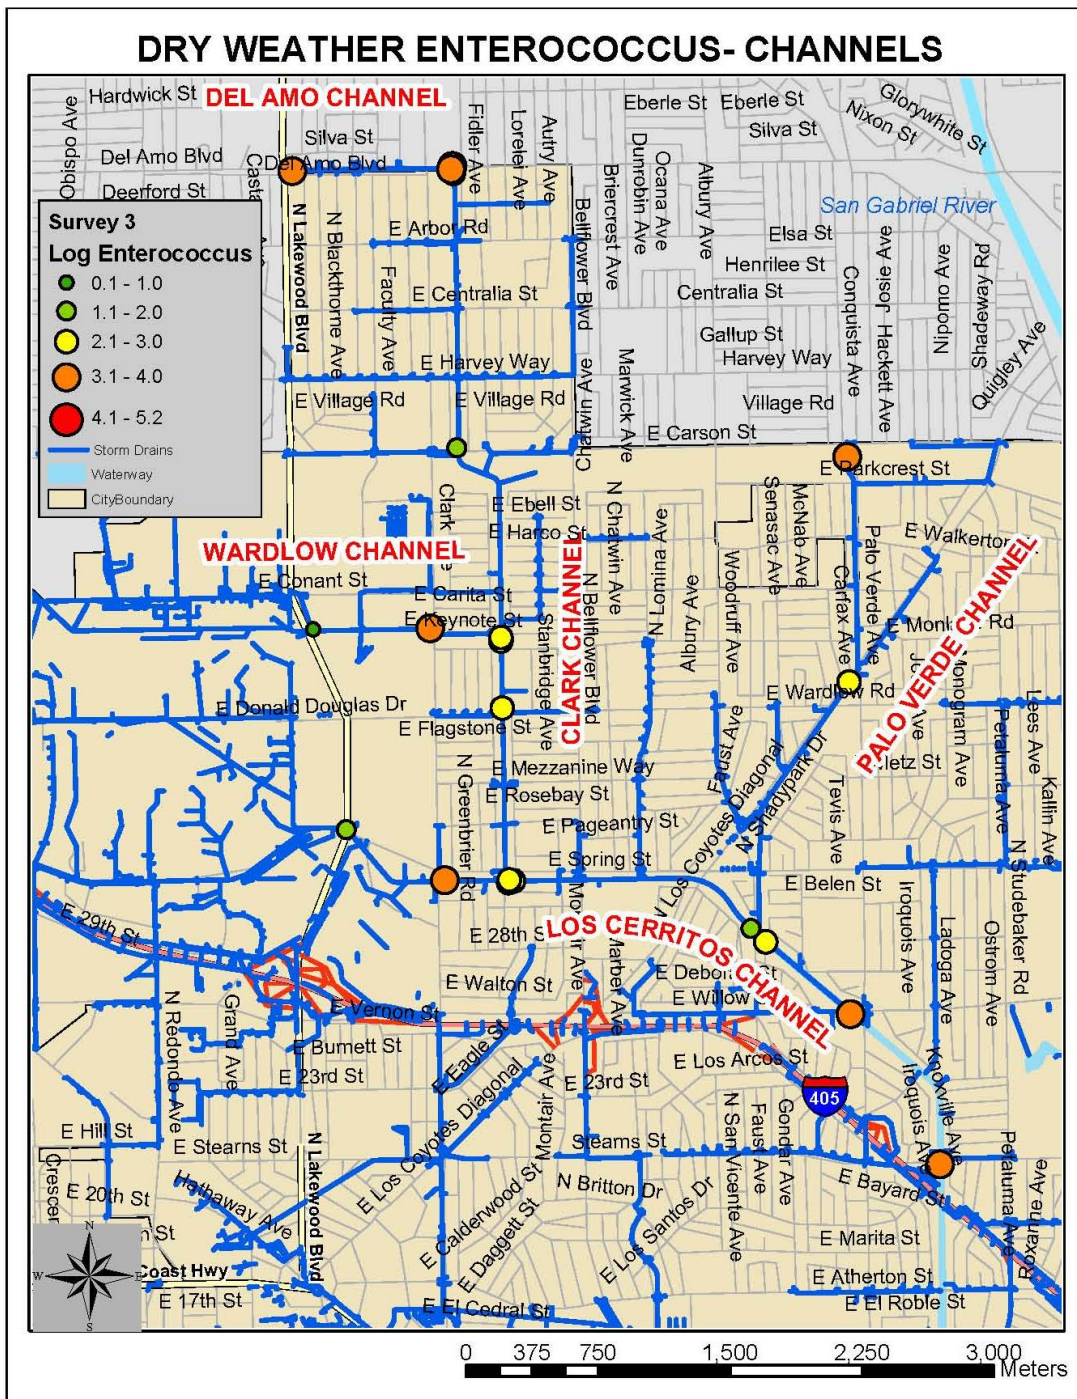 DRY WEATHER ENTEROCOCCUS- CHANNELS
Hardwick St
DEL AMO CHANNEL
Obispo Ave
Silva St
Fidler Ave
Lorelei Ave
Autry Ave
Eberle St
Eberle St
Glorywhite St
Nixon St
Silva St
Del Amo Blvd
Del Amo Blvd
Deerford St
Dunrobin Ave
Ocana Ave
Albury Ave
Briercrest Ave
San Gabriel River
Survey 3
Log Enterococcus
0.1 - 1.0
1.1 - 2.0
2.1 - 3.0
3.1 - 4.0
4.1 - 5.2
Storm Drains
Waterway
CityBoundary
N Lakewood Blvd
N Blackthorne Ave
Faculty Ave
E Arbor Rd
E Centralia St
E Harvey Way
E Village Rd
E Village Rd
Bellflower Blvd
Chatwin Ave
Marwick Ave
Elsa St
Henrilee St
Centralia St
Gallup St
Harvey Way
Village Rd
Conquista Ave
Josie Ave
Hackett Ave
Nipomo Ave
Shadeway Rd
Quigley Ave
E Carson St
E Parkcrest St
Clark
E Ebell St
E Harco St
N Chatwin Ave
N Lomina Ave
Albury Ave
Woodruff Ave
Senasac Ave
McNab Ave
Carfax Ave
Palo Verde Ave
E Walkerton
WARDLOW CHANNEL
CLARK CHANNEL
PALO VERDE CHANNEL
E Conant St
E Carita St
E Keynote St
Stanbridge Ave
N Bellflower Blvd
Monogram Ave
E Wardlow Rd
E Donald Douglas Dr
E Flagstone St
E Mezzanine Way
E Rosebay St
E Pageantry St
E Spring St
N Greenbrier Rd
Faust Ave
N Los Coyotes Diagonal
N Shadypark Dr
Tevis Ave
Petaluma Ave
Lees Ave
Kallin Ave
E Belen St
N Studebaker Rd
E 29th St
E 28th St
LOS CERRITOS CHANNEL
E Walton St
Marber Ave
E Willow
Iroquois Ave
Ladoga Ave
Ostrom Ave
N Redondo Ave
Grand Ave
E Vernon St
E Burnett St
E 23rd St
E Eagle St
E Los Coyotes Diagonal
Montair Ave
E 23rd St
E Los Arcos St
405
Knoxville Ave
Iroquois Ave
E Hill St
E Stearns St
Stearns St
N San Vicente Ave
Faust Ave
Gondar Ave
E 20th St
Hathaway Ave
N Lakewood Blvd
E Calderwood St
E Daggett St
N Britton Dr
E Los Santos Dr
E Bayard St
Petaluma Ave
Roxanne Ave
E Marita St
E Atherton St
E El Roble St
Coast Hwy
E 17th St
E El Cedral St
N
W
E
S
0 375 750 1,500 2,250 3,000
Meters